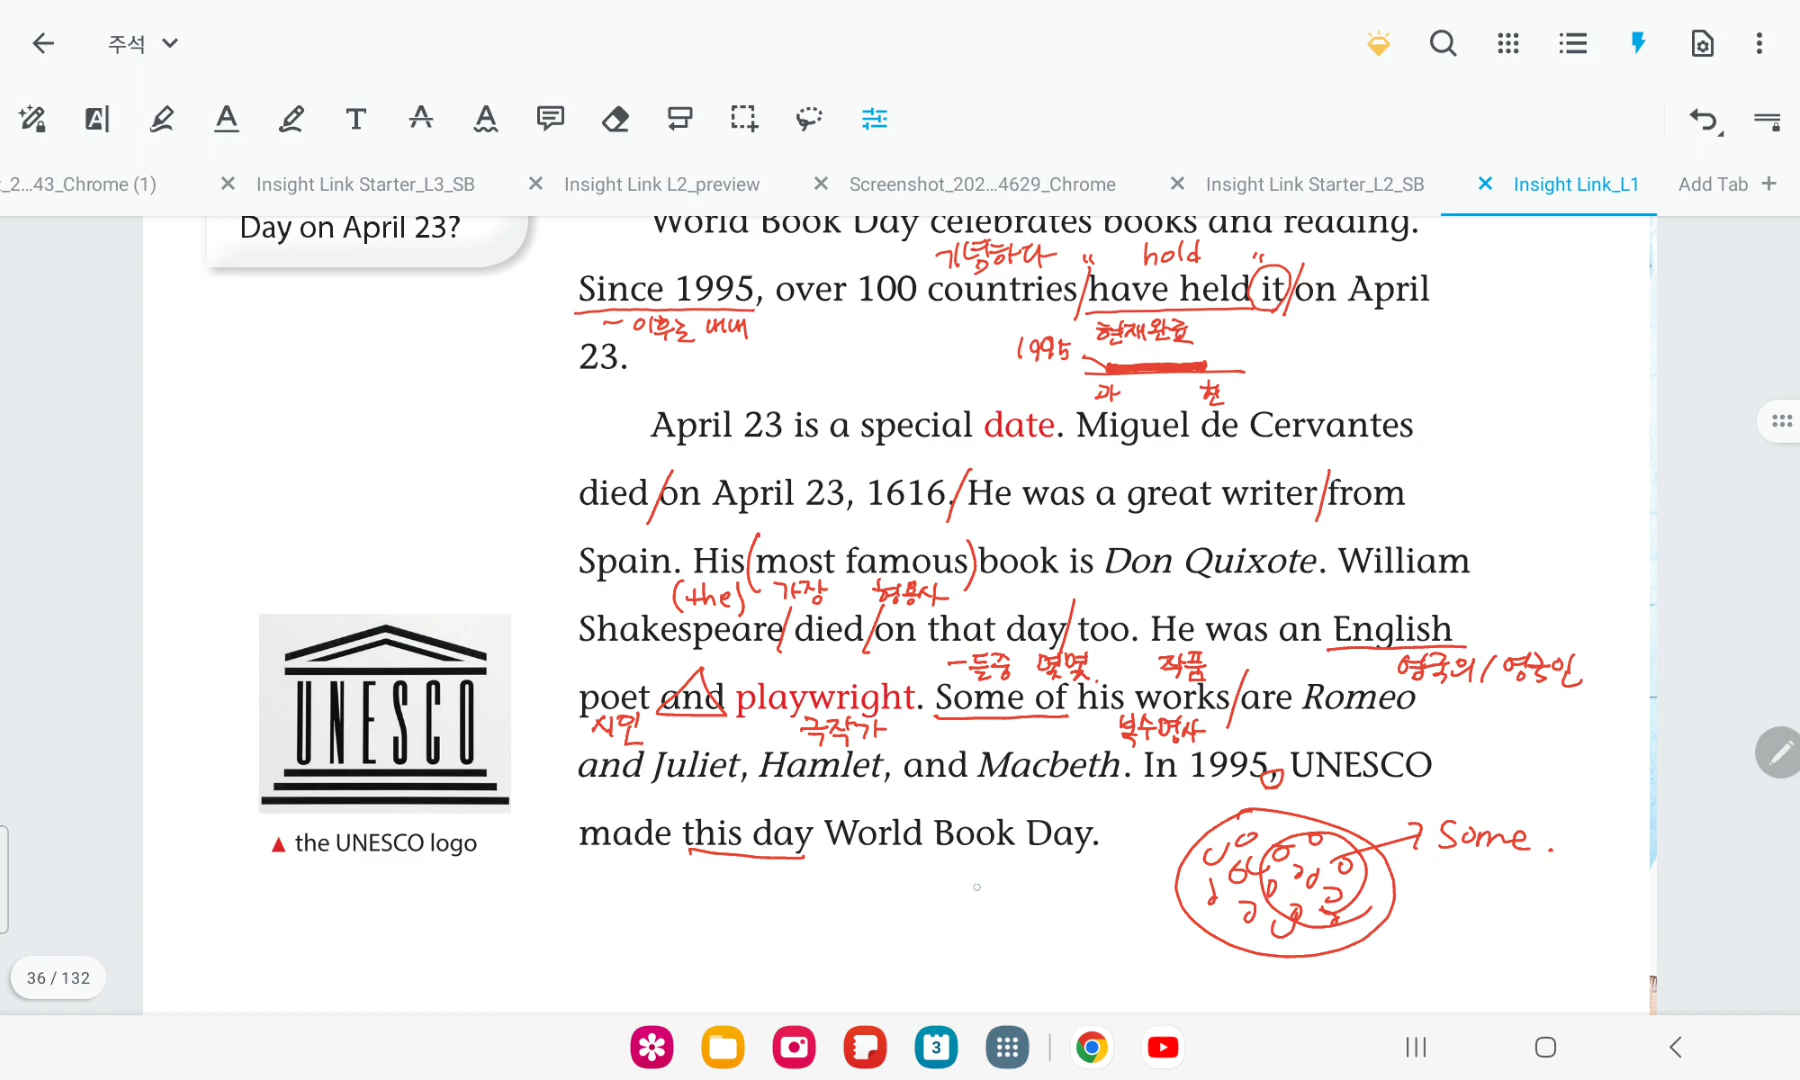 주석
A
A
T
A
A
_2...43_Chrome (1)
Insight Link Starter_L3_SB
Insight Link L2_preview
Screenshot_202...4629_Chrome
Insight Link Starter_L2_SB
Insight Link_L1
Add Tab +
Day on April 23?
World Book Day celebrates books and reading.
기념하다 " hold "
Since 1995, over 100 countries / have held it / on April
~ 이후로 내내 현재완료
23.
1995
과 현
April 23 is a special date. Miguel de Cervantes
died / on April 23, 1616. / He was a great writer / from
Spain. His (most famous) book is Don Quixote. William
(the) 가장 형용사
Shakespeare / died / on that day / too. He was an English
~들중 몇몇. 작품 영국의 / 영국인
poet and playwright. Some of his works / are Romeo
시인 극작가 복수명사
and Juliet, Hamlet, and Macbeth. In 1995, UNESCO
made this day World Book Day.
Some.
UNESCO
▲ the UNESCO logo
36 / 132
3